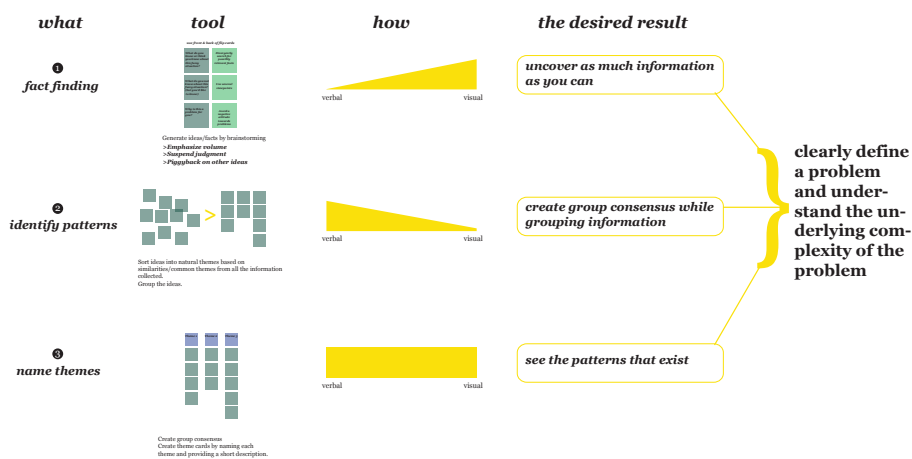 what
tool
how
the desired result
1
fact finding
Generate ideas/facts by brainstorming
>Emphasize volume
>Suspend judgment
>Piggyback on other ideas
verbal
visual
uncover as much information
as you can
2
identify patterns
>
Sort ideas into natural themes based on
similarities/common themes from all the information
collected.
Group the ideas.
verbal
visual
create group consensus while
grouping information
3
name themes
Create group consensus
Create theme cards by naming each
theme and providing a short description.
verbal
visual
see the patterns that exist
}
clearly define
a problem
and under-
stand the un-
derlying com-
plexity of the
problem